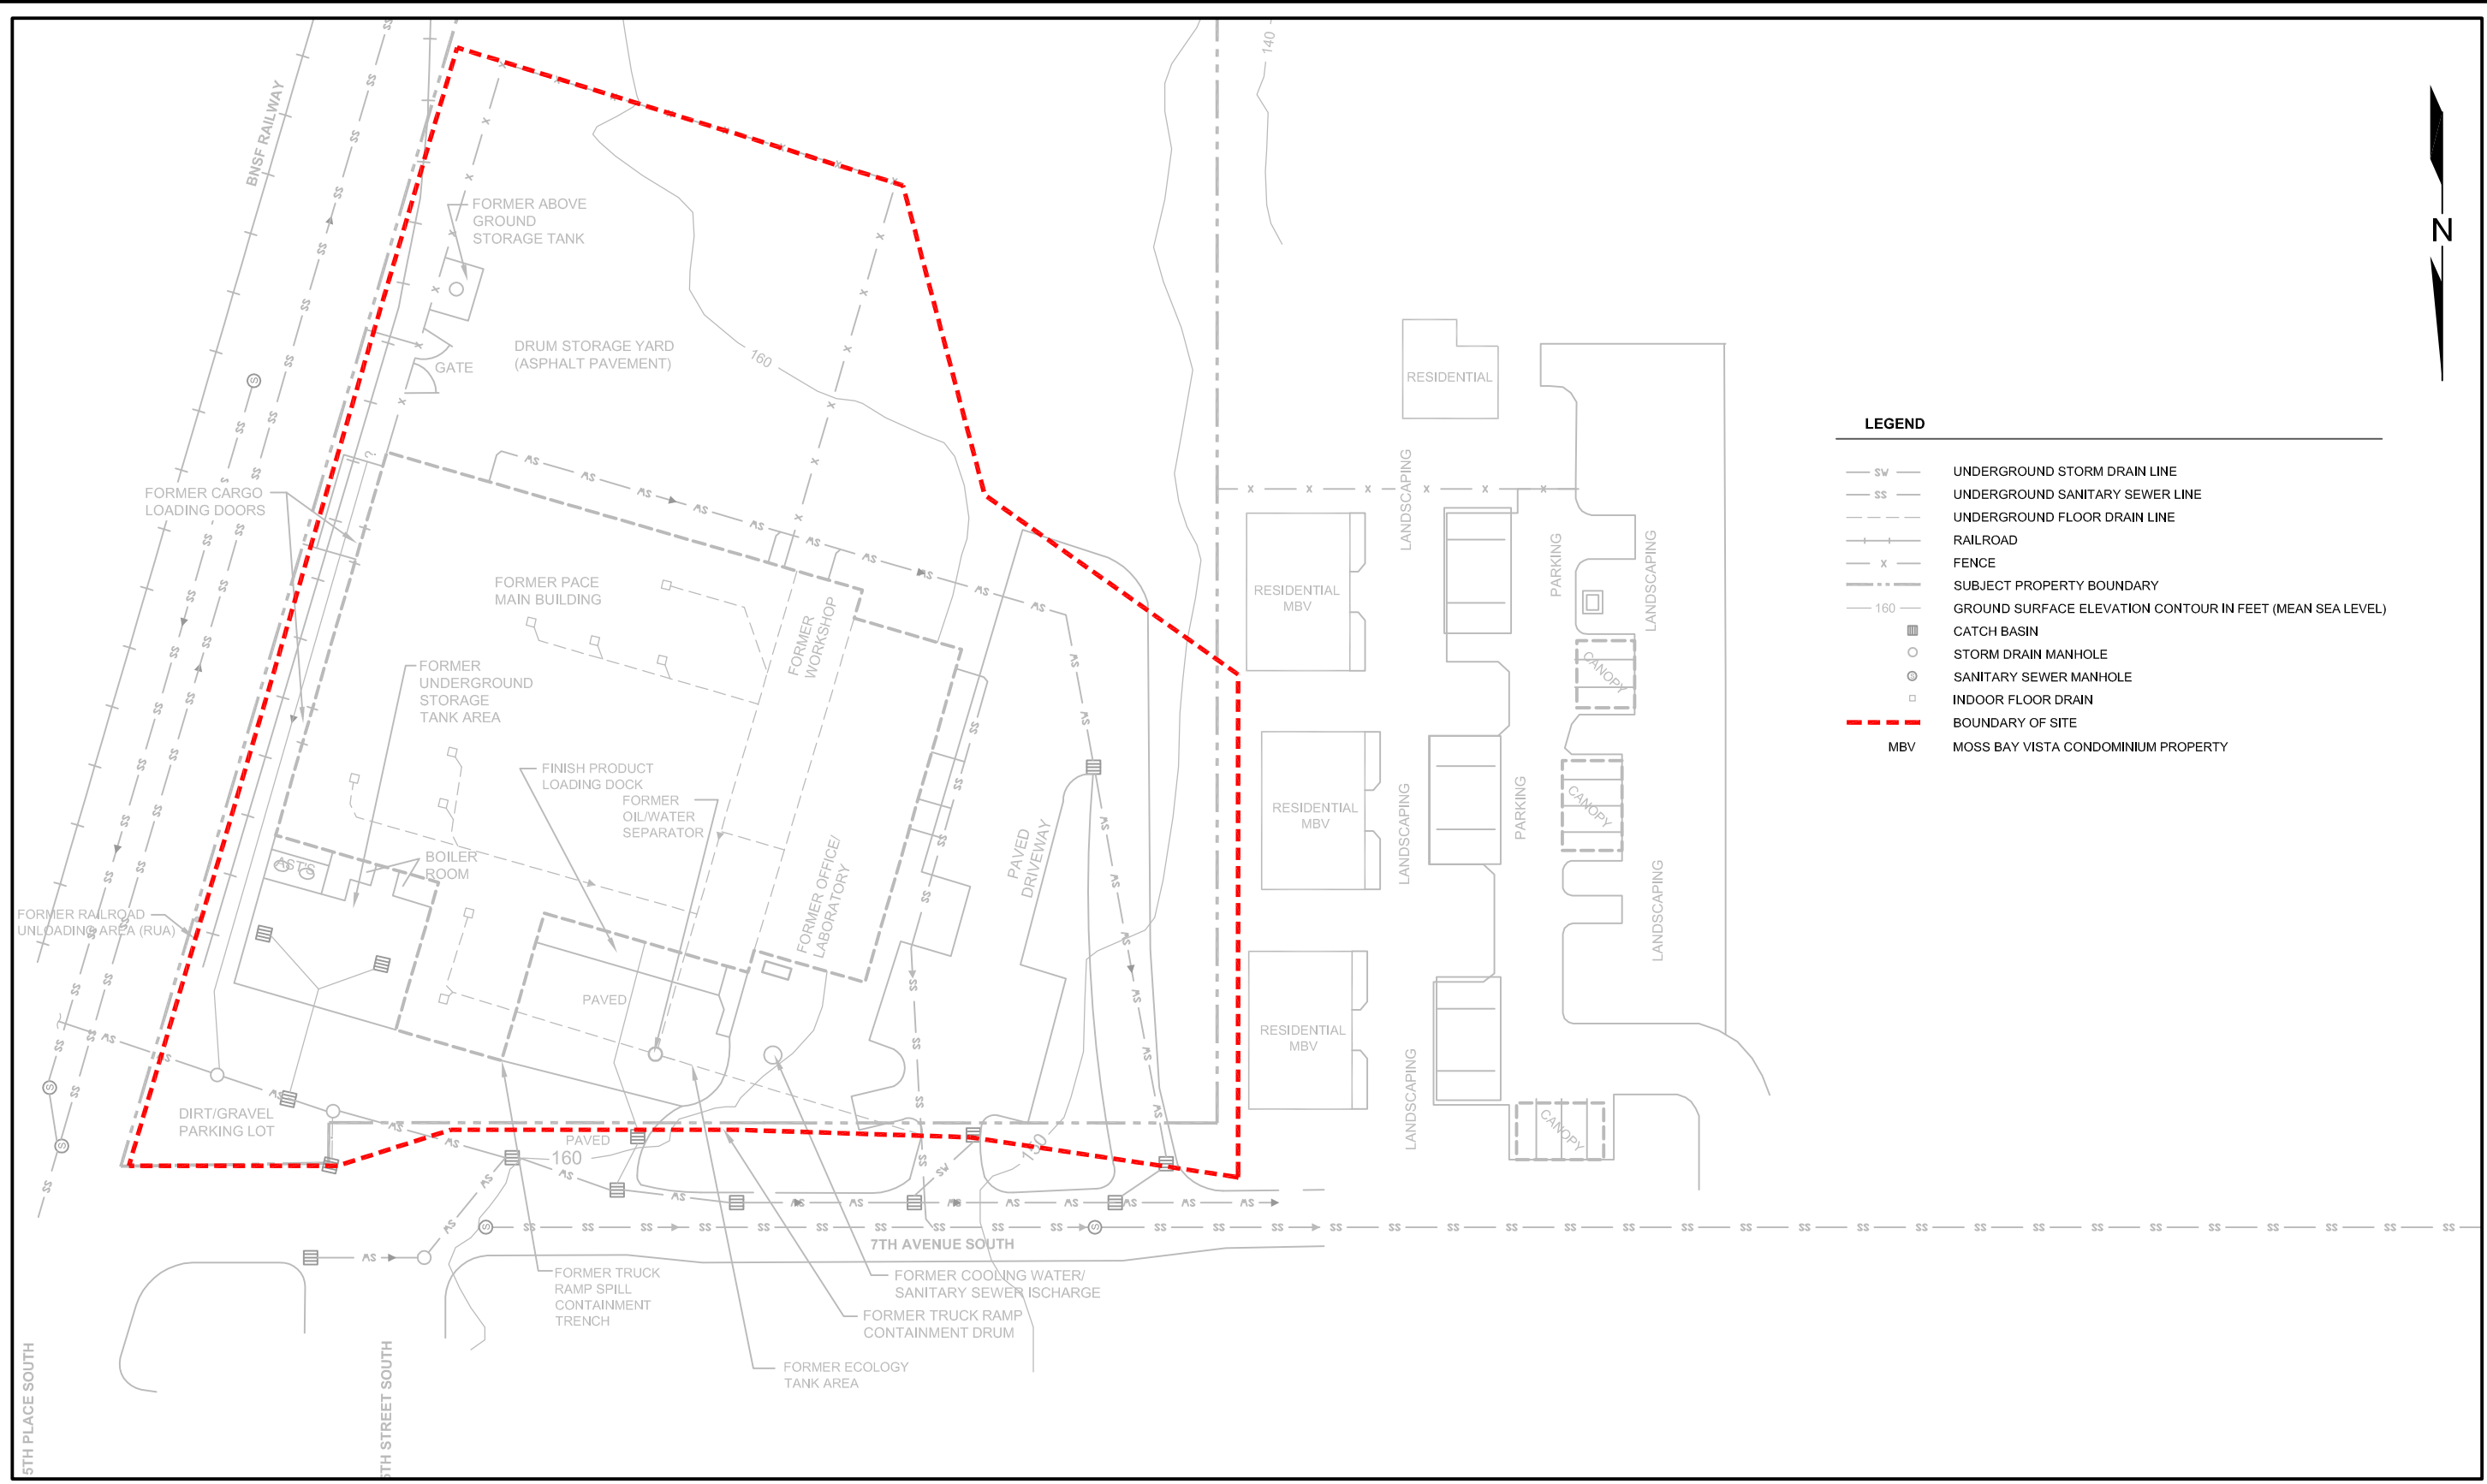 BNSF RAILWAY
140
N
FORMER ABOVE
GROUND
STORAGE TANK
DRUM STORAGE YARD
(ASPHALT PAVEMENT)
GATE
160
RESIDENTIAL
LEGEND
SW UNDERGROUND STORM DRAIN LINE
SS UNDERGROUND SANITARY SEWER LINE
UNDERGROUND FLOOR DRAIN LINE
RAILROAD
X FENCE
SUBJECT PROPERTY BOUNDARY
160 GROUND SURFACE ELEVATION CONTOUR IN FEET (MEAN SEA LEVEL)
CATCH BASIN
STORM DRAIN MANHOLE
S SANITARY SEWER MANHOLE
INDOOR FLOOR DRAIN
BOUNDARY OF SITE
MBV MOSS BAY VISTA CONDOMINIUM PROPERTY
FORMER CARGO
LOADING DOORS
?
LANDSCAPING
PARKING
LANDSCAPING
FORMER PACE
MAIN BUILDING
FORMER
WORKSHOP
RESIDENTIAL
MBV
CANOPY
FORMER
UNDERGROUND
STORAGE
TANK AREA
FINISH PRODUCT
LOADING DOCK
FORMER
OIL/WATER
SEPARATOR
RESIDENTIAL
MBV
LANDSCAPING
PARKING
CANOPY
AST'S
BOILER
ROOM
PAVED
DRIVEWAY
FORMER OFFICE/
LABORATORY
LANDSCAPING
FORMER RAILROAD
UNLOADING AREA (RUA)
PAVED
RESIDENTIAL
MBV
LANDSCAPING
CANOPY
DIRT/GRAVEL
PARKING LOT
PAVED
160
150
7TH AVENUE SOUTH
FORMER TRUCK
RAMP SPILL
CONTAINMENT
TRENCH
FORMER COOLING WATER/
SANITARY SEWER ISCHARGE
FORMER TRUCK RAMP
CONTAINMENT DRUM
FORMER ECOLOGY
TANK AREA
5TH PLACE SOUTH
5TH STREET SOUTH